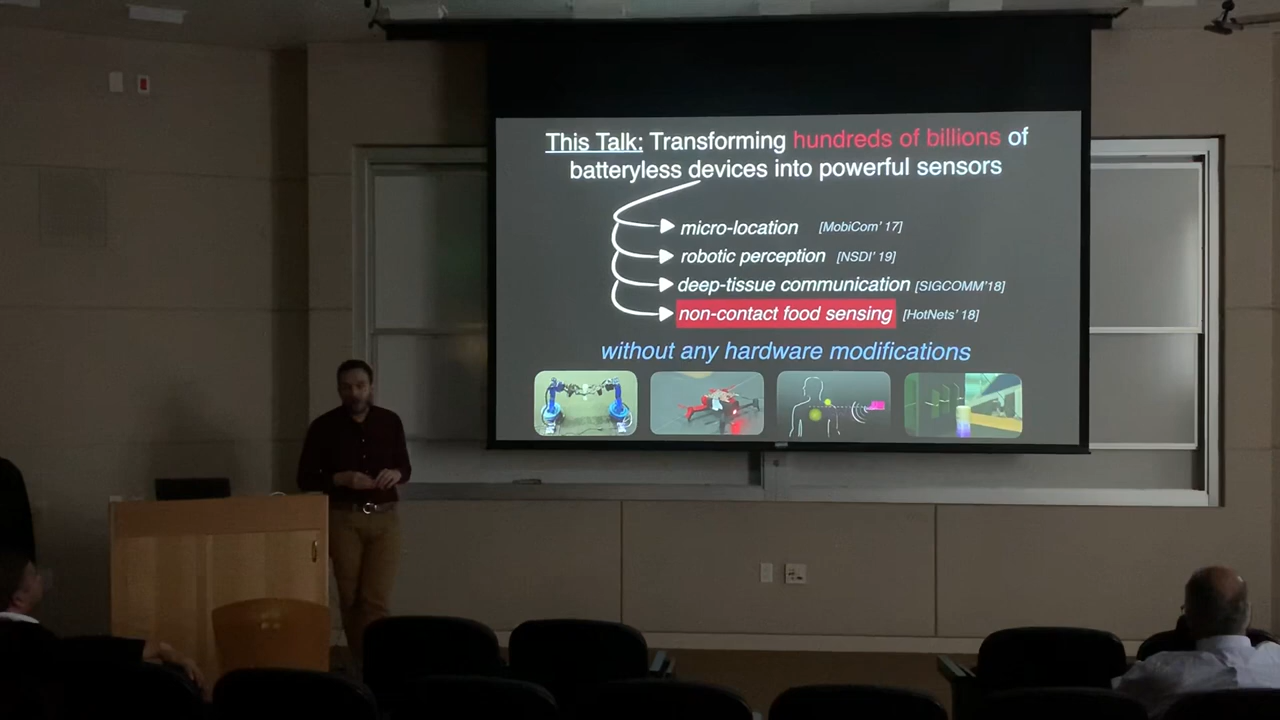 This Talk: Transforming hundreds of billions of
batteryless devices into powerful sensors
micro-location [MobiCom' 17]
robotic perception [NSDI' 19]
deep-tissue communication [SIGCOMM'18]
non-contact food sensing [HotNets' 18]
without any hardware modifications